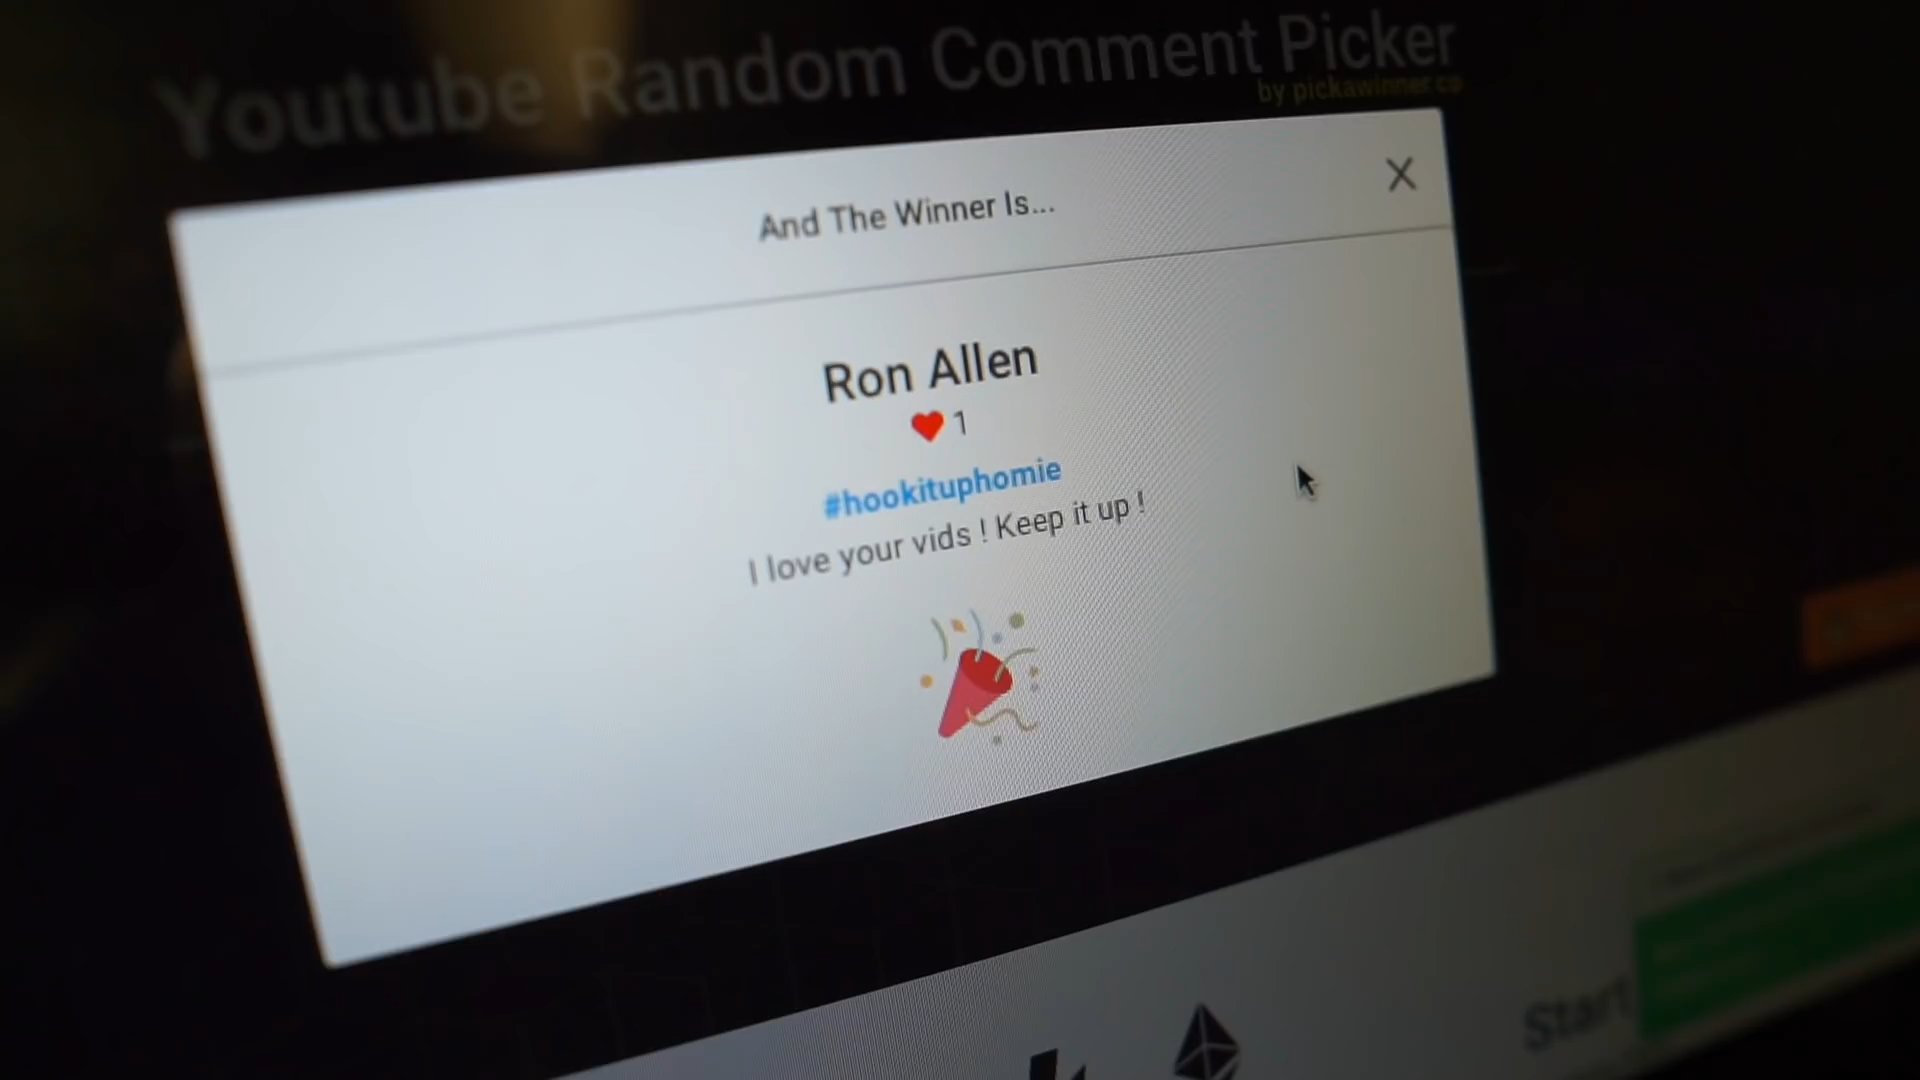 Youtube Random Comment Picker
by pickawinner.co
And The Winner Is...
Ron Allen
1
#hookituphomie
I love your vids ! Keep it up !
Start